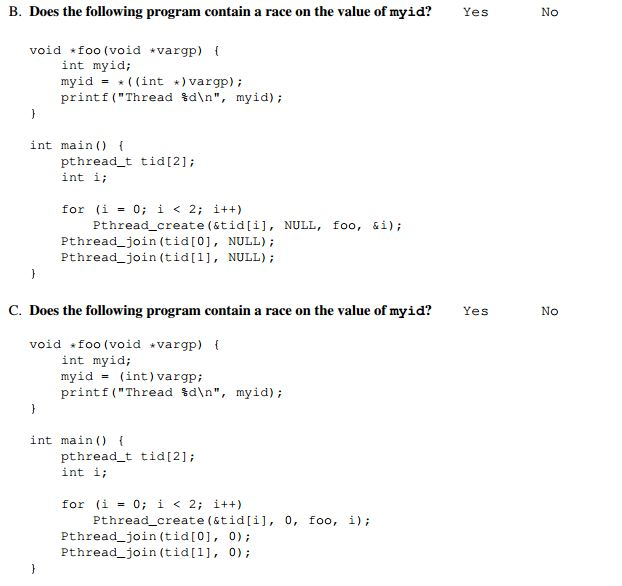 B. Does the following program contain a race on the value of myid? Yes No
void *foo(void *vargp) {
    int myid;
    myid = *((int *)vargp);
    printf("Thread %d\n", myid);
}
int main() {
    pthread_t tid[2];
    int i;
    for (i = 0; i < 2; i++)
        Pthread_create(&tid[i], NULL, foo, &i);
    Pthread_join(tid[0], NULL);
    Pthread_join(tid[1], NULL);
}
C. Does the following program contain a race on the value of myid? Yes No
void *foo(void *vargp) {
    int myid;
    myid = (int)vargp;
    printf("Thread %d\n", myid);
}
int main() {
    pthread_t tid[2];
    int i;
    for (i = 0; i < 2; i++)
        Pthread_create(&tid[i], 0, foo, i);
    Pthread_join(tid[0], 0);
    Pthread_join(tid[1], 0);
}